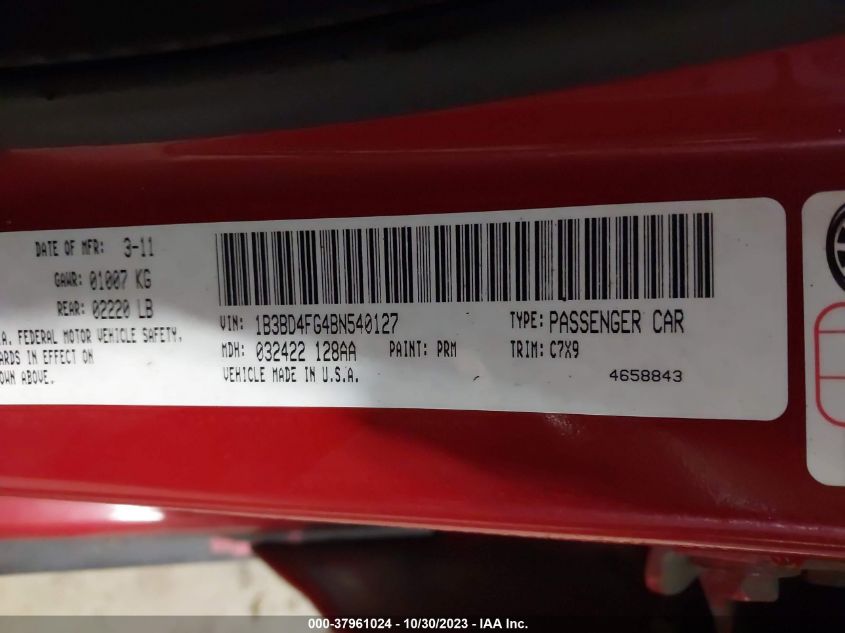 DATE OF MFR: 3-11
GAWR: 01007 KG
REAR: 02220 LB
.A. FEDERAL MOTOR VEHICLE SAFETY,
ARDS IN EFFECT ON
OWN ABOVE.
VIN: 1B3BD4FG4BN540127
TYPE: PASSENGER CAR
MDH: 032422 128AA
PAINT: PRM
TRIM: C7X9
VEHICLE MADE IN U.S.A.
4658843
000-37961024 - 10/30/2023 - IAA Inc.